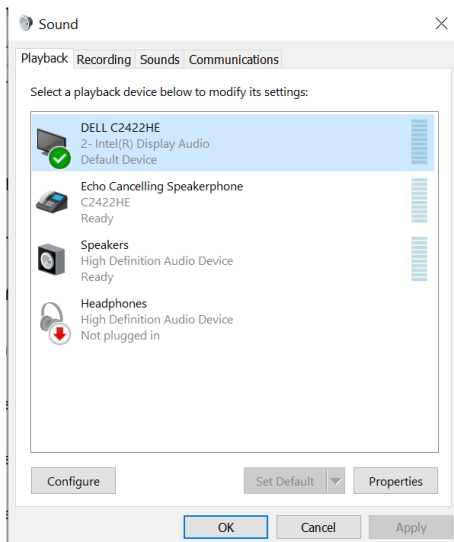 Sound
Playback Recording Sounds Communications
Select a playback device below to modify its settings:
DELL C2422HE
2- Intel(R) Display Audio
Default Device
Echo Cancelling Speakerphone
C2422HE
Ready
Speakers
High Definition Audio Device
Ready
Headphones
High Definition Audio Device
Not plugged in
Configure Set Default Properties
OK Cancel Apply